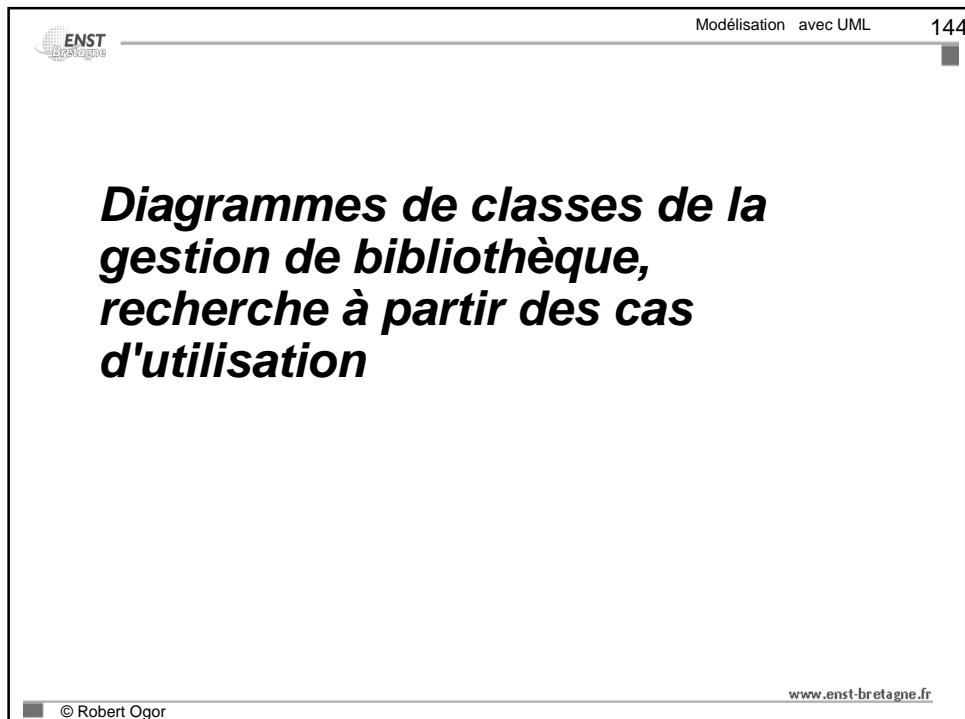 ENST
Bretagne
Modélisation avec UML
144
Diagrammes de classes de la
gestion de bibliothèque,
recherche à partir des cas
d'utilisation
www.enst-bretagne.fr
© Robert Ogor